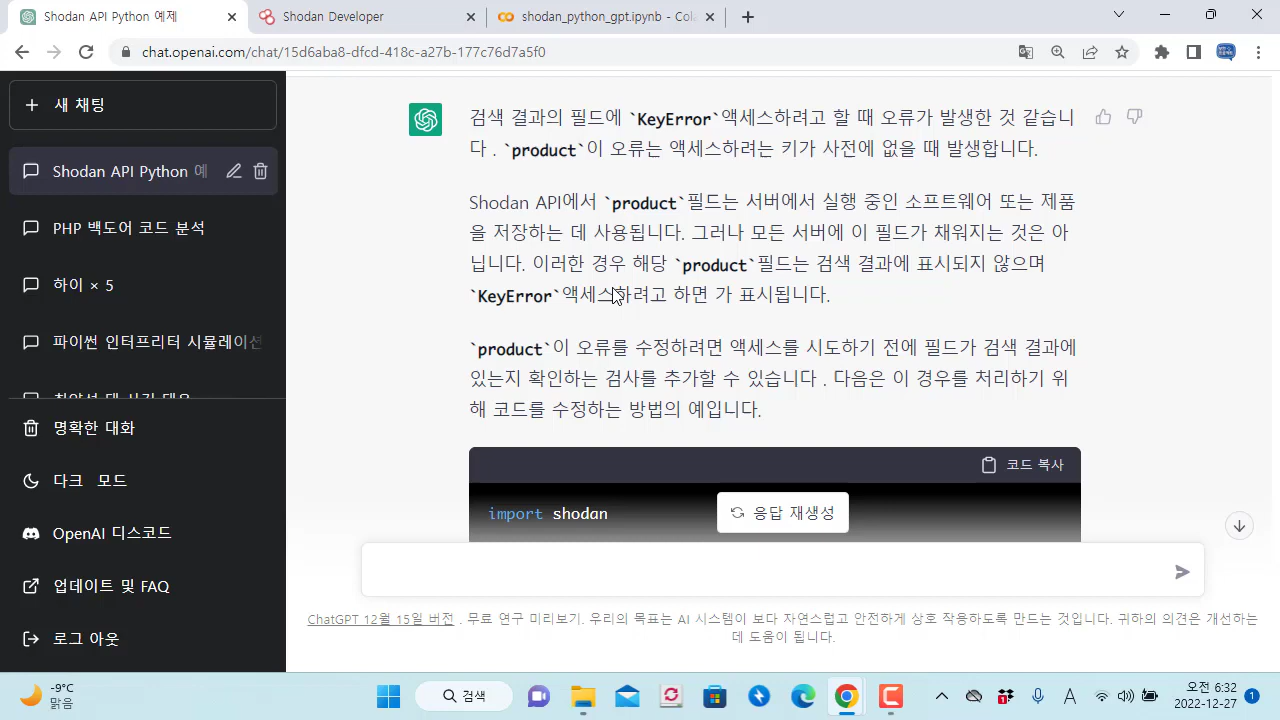 Shodan API Python 예제
Shodan Developer
shodan_python_gpt.ipynb - Col
chat.openai.com/chat/15d6aba8-dfcd-418c-a27b-177c76d7a5f0
새 채팅
Shodan API Python 예
PHP 백도어 코드 분석
하이 × 5
파이썬 인터프리터 시뮬레이션
명확한 대화
다크 모드
OpenAI 디스코드
업데이트 및 FAQ
로그 아웃
검색 결과의 필드에 `KeyError`액세스하려고 할 때 오류가 발생한 것 같습니
다 . `product`이 오류는 액세스하려는 키가 사전에 없을 때 발생합니다.
Shodan API에서 `product`필드는 서버에서 실행 중인 소프트웨어 또는 제품
을 저장하는 데 사용됩니다. 그러나 모든 서버에 이 필드가 채워지는 것은 아
닙니다. 이러한 경우 해당 `product`필드는 검색 결과에 표시되지 않으며
`KeyError`액세스하려고 하면 가 표시됩니다.
`product`이 오류를 수정하려면 액세스를 시도하기 전에 필드가 검색 결과에
있는지 확인하는 검사를 추가할 수 있습니다 . 다음은 이 경우를 처리하기 위
해 코드를 수정하는 방법의 예입니다.
코드 복사
import shodan
응답 재생성
ChatGPT 12월 15일 버전 . 무료 연구 미리보기. 우리의 목표는 AI 시스템이 보다 자연스럽고 안전하게 상호 작용하도록 만드는 것입니다. 귀하의 의견은 개선하는
데 도움이 됩니다.
-9°C
맑음
검색
1
A
오전 6:32
2022-12-27
1